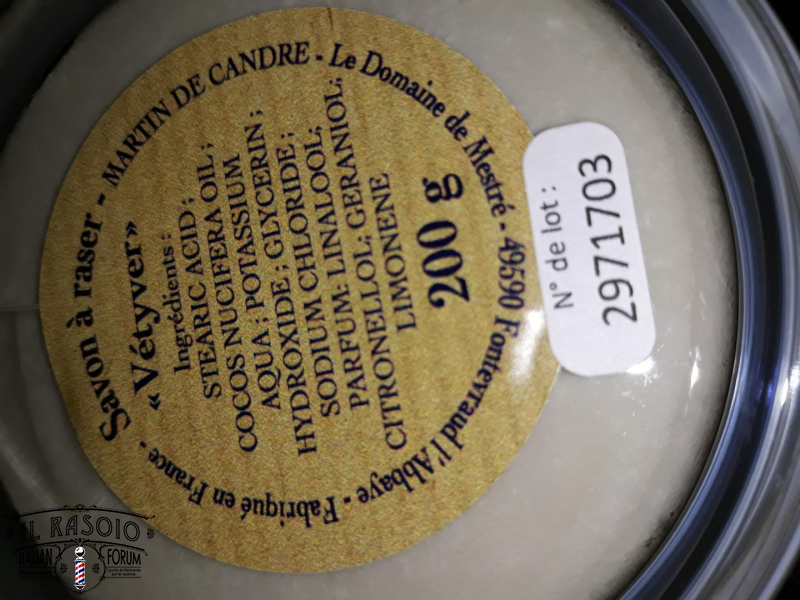 Savon à raser - MARTIN DE CANDRE - Le Domaine de Mestré - 49590 Fontevraud l'Abbaye - Fabriqué en France -
« Vétyver »
Ingrédients :
STEARIC ACID ;
COCOS NUCIFERA OIL ;
AQUA ; POTASSIUM
HYDROXIDE ; GLYCERIN ;
SODIUM CHLORIDE ;
PARFUM: LINALOOL;
CITRONELLOL; GERANIOL;
LIMONENE
200 g
N° de lot :
2971703
IL RASOIO
ITALIAN FORUM